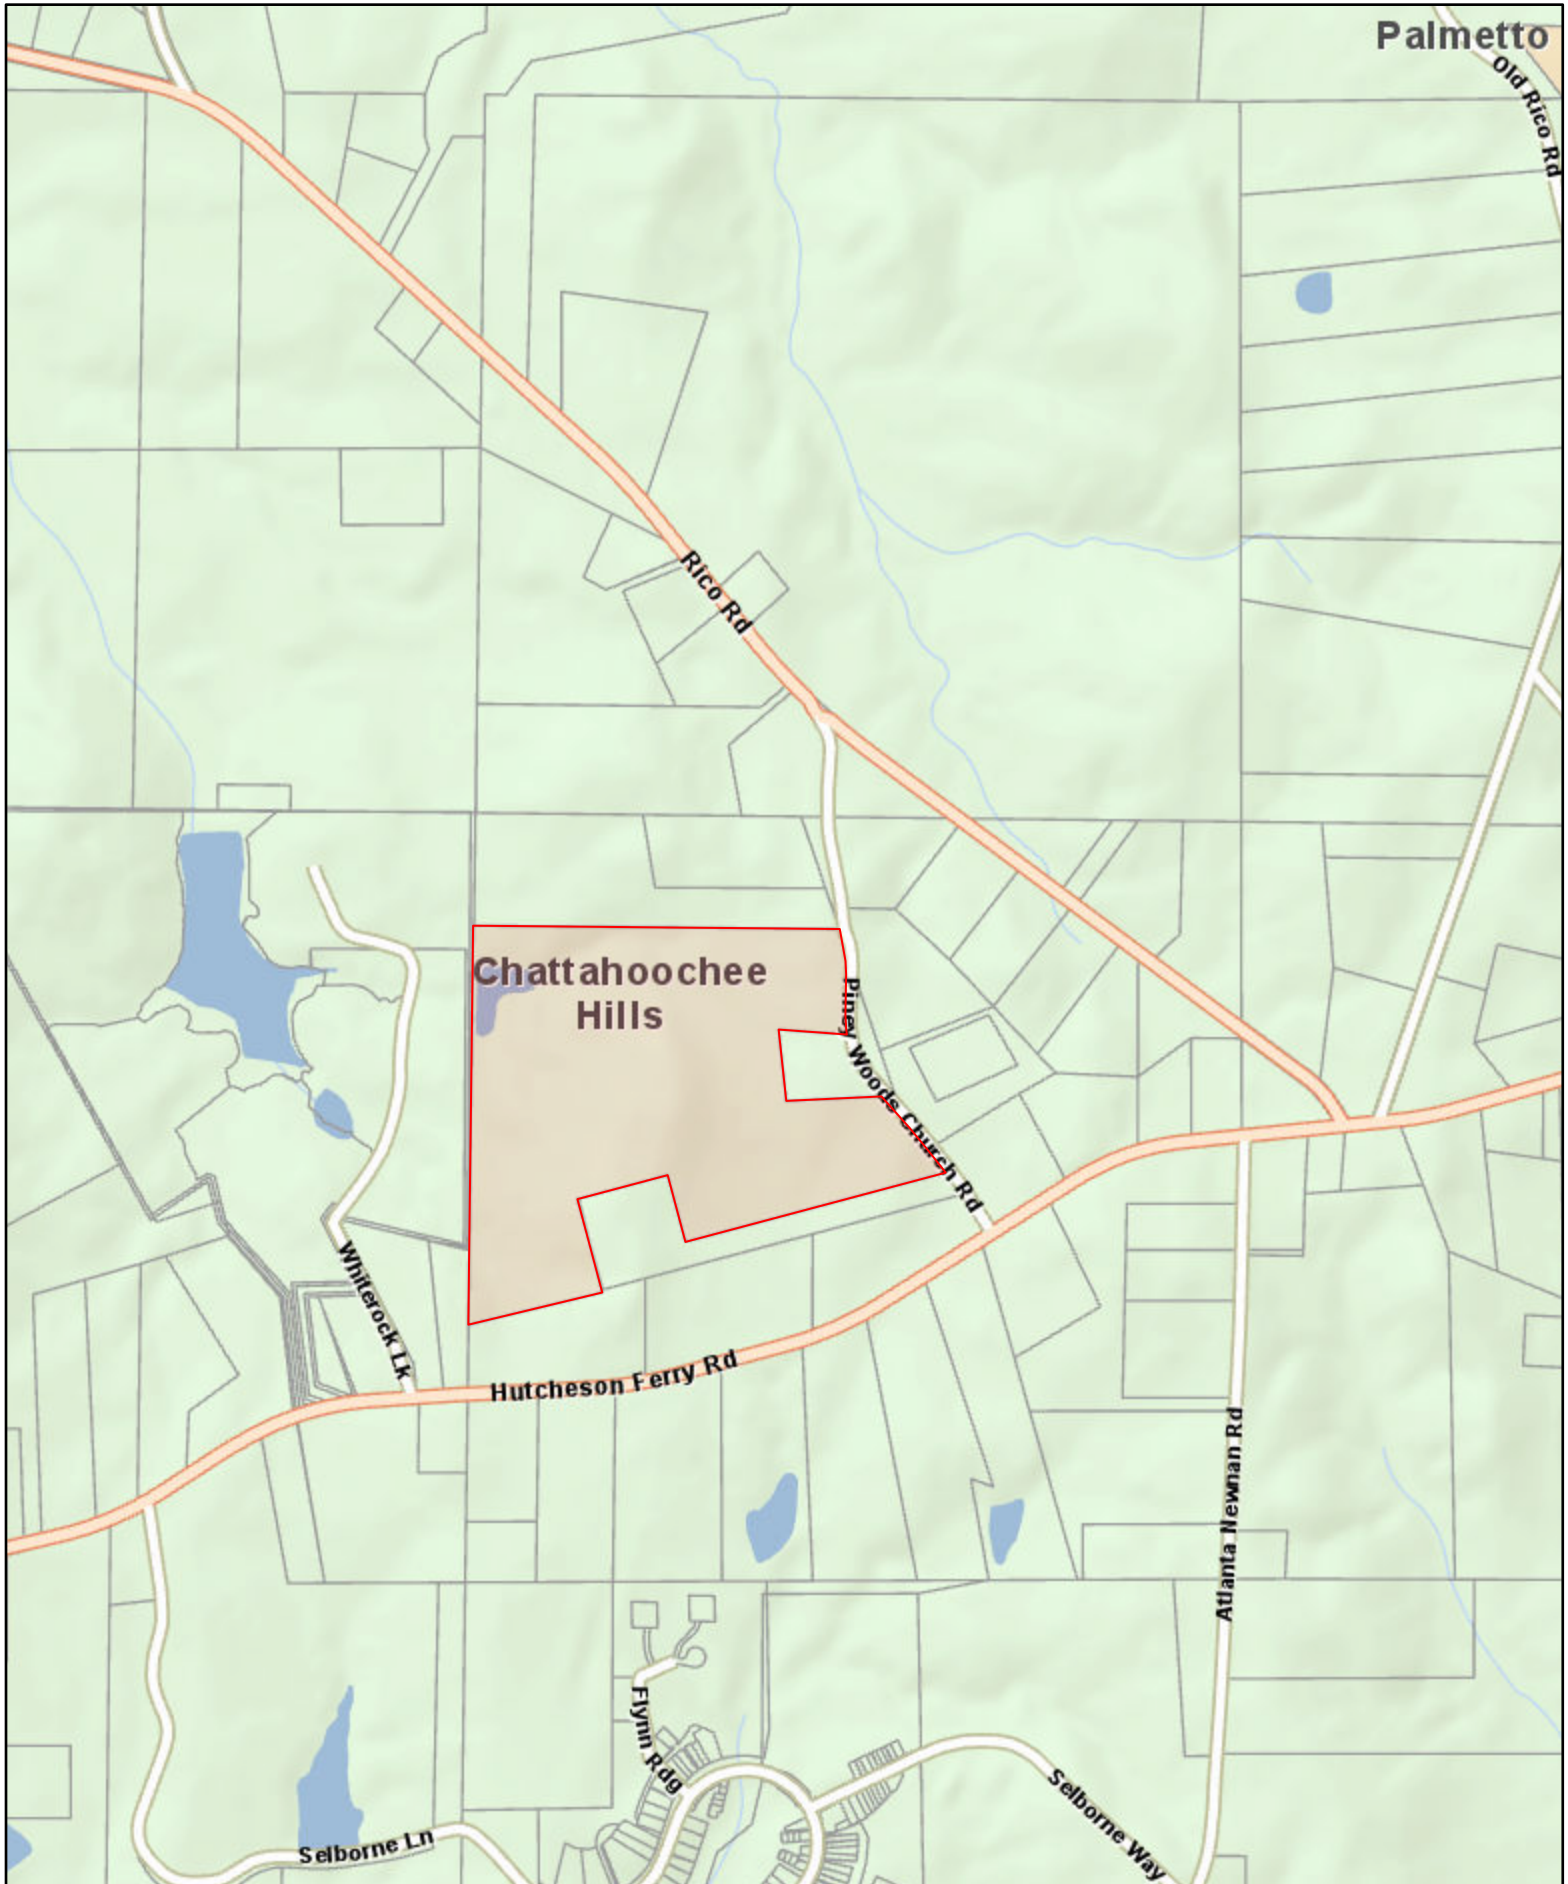 Palmetto
Old Rico Rd
Rico Rd
Chattahoochee
Hills
Piney Woods Church Rd
Whiterock Lk
Hutcheson Ferry Rd
Atlanta Newnan Rd
Flynn Rdg
Selborne Ln
Selborne Way